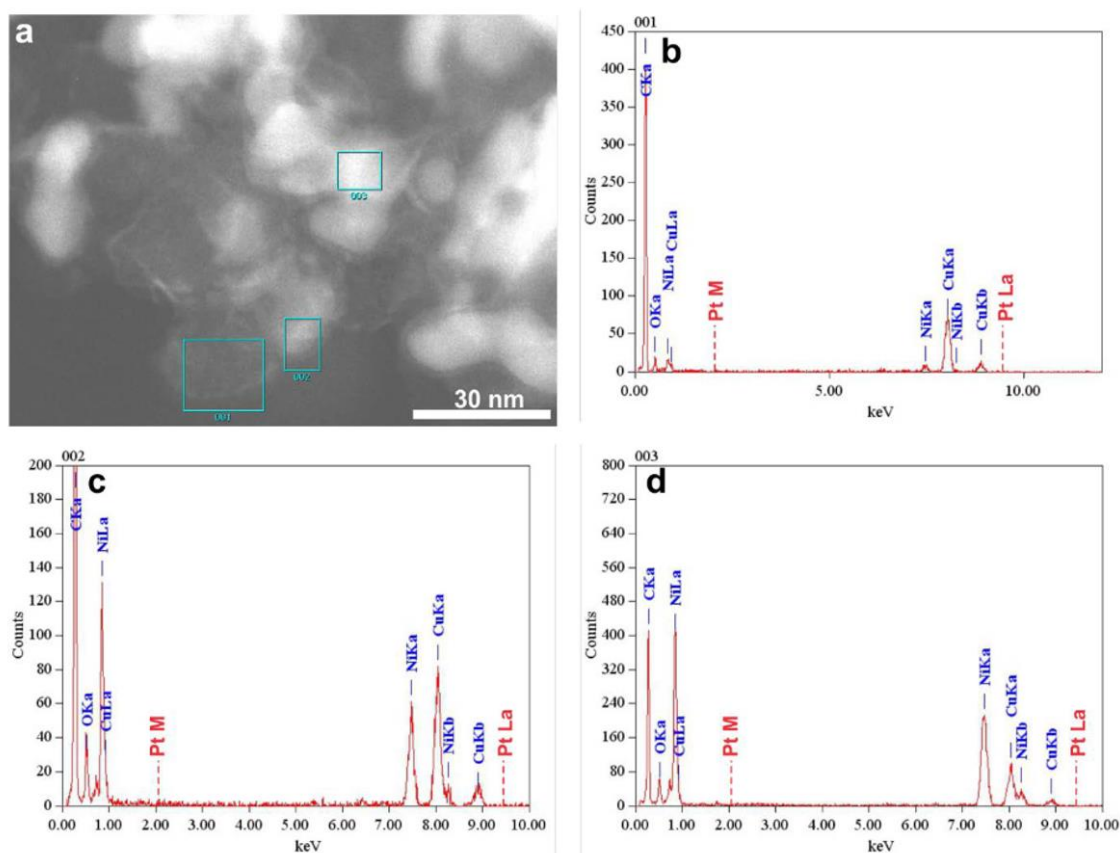 a
003
002
001
30 nm
001
b
450
400
350
300
250
200
150
100
50
0
Counts
CKa
OKa
NiLa
CuLa
Pt M
NiKa
CuKa
NiKb
CuKb
Pt La
0.00
5.00
10.00
keV
002
c
200
180
160
140
120
100
80
60
40
20
0
Counts
CKa
OKa
NiLa
CuLa
Pt M
NiKa
CuKa
NiKb
CuKb
Pt La
0.00
1.00
2.00
3.00
4.00
5.00
6.00
7.00
8.00
9.00
10.00
keV
003
d
800
720
640
560
480
400
320
240
160
80
0
Counts
CKa
OKa
NiLa
CuLa
Pt M
NiKa
CuKa
NiKb
CuKb
Pt La
0.00
1.00
2.00
3.00
4.00
5.00
6.00
7.00
8.00
9.00
10.00
keV